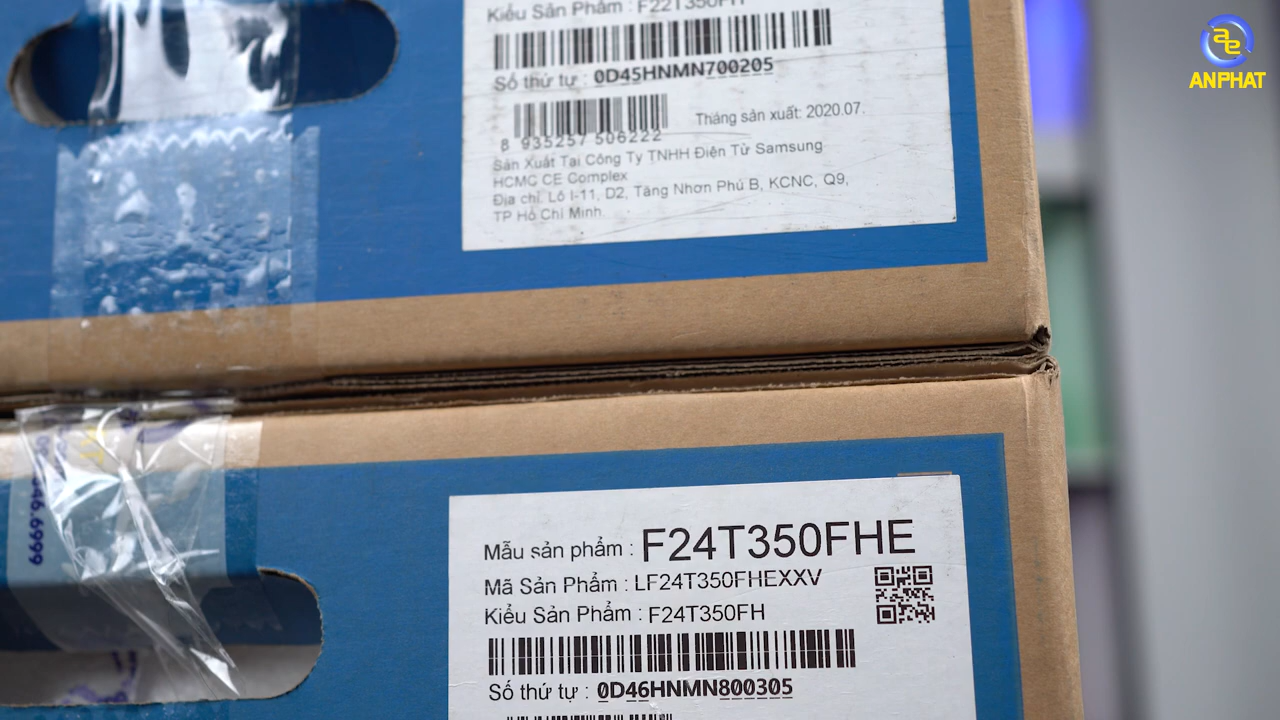 Kiểu Sản Phẩm : F22T350FH
Số thứ tự : 0D45HNMN700205
8 935257 506222
Tháng sản xuất: 2020.07.
Sản Xuất Tại Công Ty TNHH Điện Tử Samsung
HCMC CE Complex
Địa chỉ: Lô I-11, D2, Tăng Nhơn Phú B, KCNC, Q9,
TP Hồ Chí Minh
ANPHAT
Mẫu sản phẩm : F24T350FHE
Mã Sản Phẩm : LF24T350FHEXXV
Kiểu Sản Phẩm : F24T350FH
Số thứ tự : 0D46HNMN800305